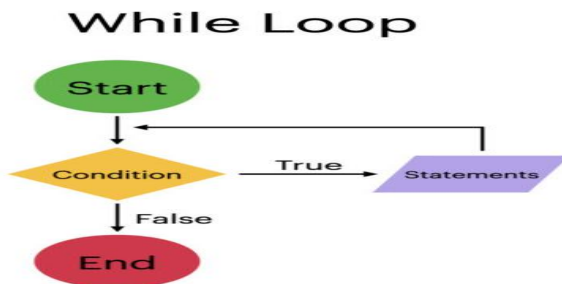 While Loop
Start
True
Condition
Statements
False
End